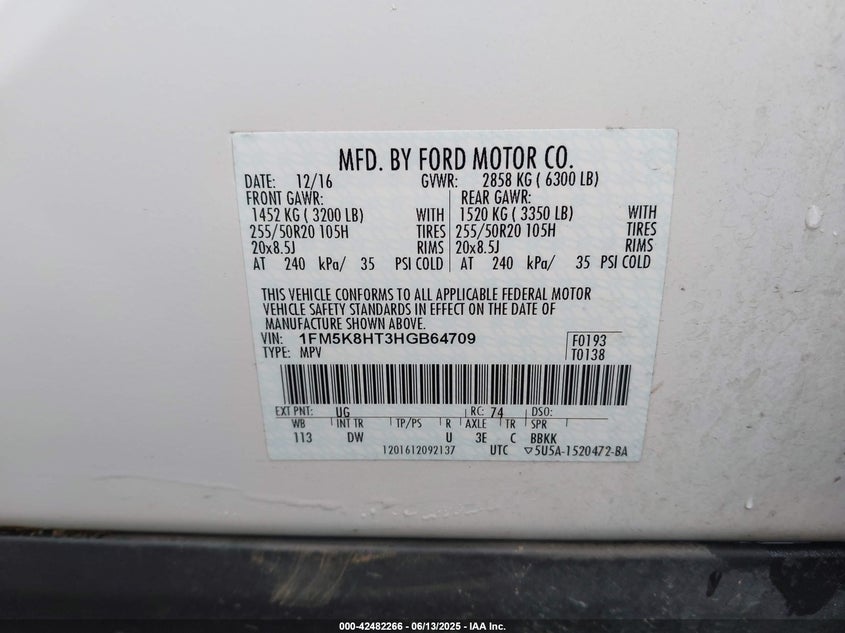 MFD. BY FORD MOTOR CO.
DATE: 12/16 GVWR: 2858 KG ( 6300 LB)
FRONT GAWR: REAR GAWR:
1452 KG ( 3200 LB) WITH 1520 KG ( 3350 LB) WITH
255/50R20 105H TIRES 255/50R20 105H TIRES
20x8.5J RIMS 20x8.5J RIMS
AT 240 kPa/ 35 PSI COLD AT 240 kPa/ 35 PSI COLD
THIS VEHICLE CONFORMS TO ALL APPLICABLE FEDERAL MOTOR
VEHICLE SAFETY STANDARDS IN EFFECT ON THE DATE OF
MANUFACTURE SHOWN ABOVE.
VIN: 1FM5K8HT3HGB64709 F0193
TYPE: MPV T0138
EXT PNT: UG RC: 74 DSO:
WB INT TR TP/PS R AXLE TR SPR
113 DW U 3E C BBKK
1201612092137 UTC ▽5U5A-1520472-BA
000-42482266 - 06/13/2025 - IAA Inc.